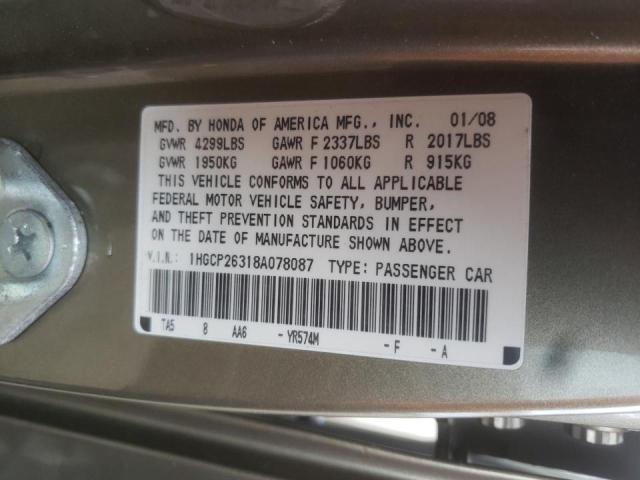 MFD. BY HONDA OF AMERICA MFG., INC. 01/08
GVWR 4299LBS GAWR F 2337LBS R 2017LBS
GVWR 1950KG GAWR F 1060KG R 915KG
THIS VEHICLE CONFORMS TO ALL APPLICABLE
FEDERAL MOTOR VEHICLE SAFETY, BUMPER,
AND THEFT PREVENTION STANDARDS IN EFFECT
ON THE DATE OF MANUFACTURE SHOWN ABOVE.
V.I.N.: 1HGCP26318A078087 TYPE: PASSENGER CAR
TA5 8 AA6 - YR574M - F - A